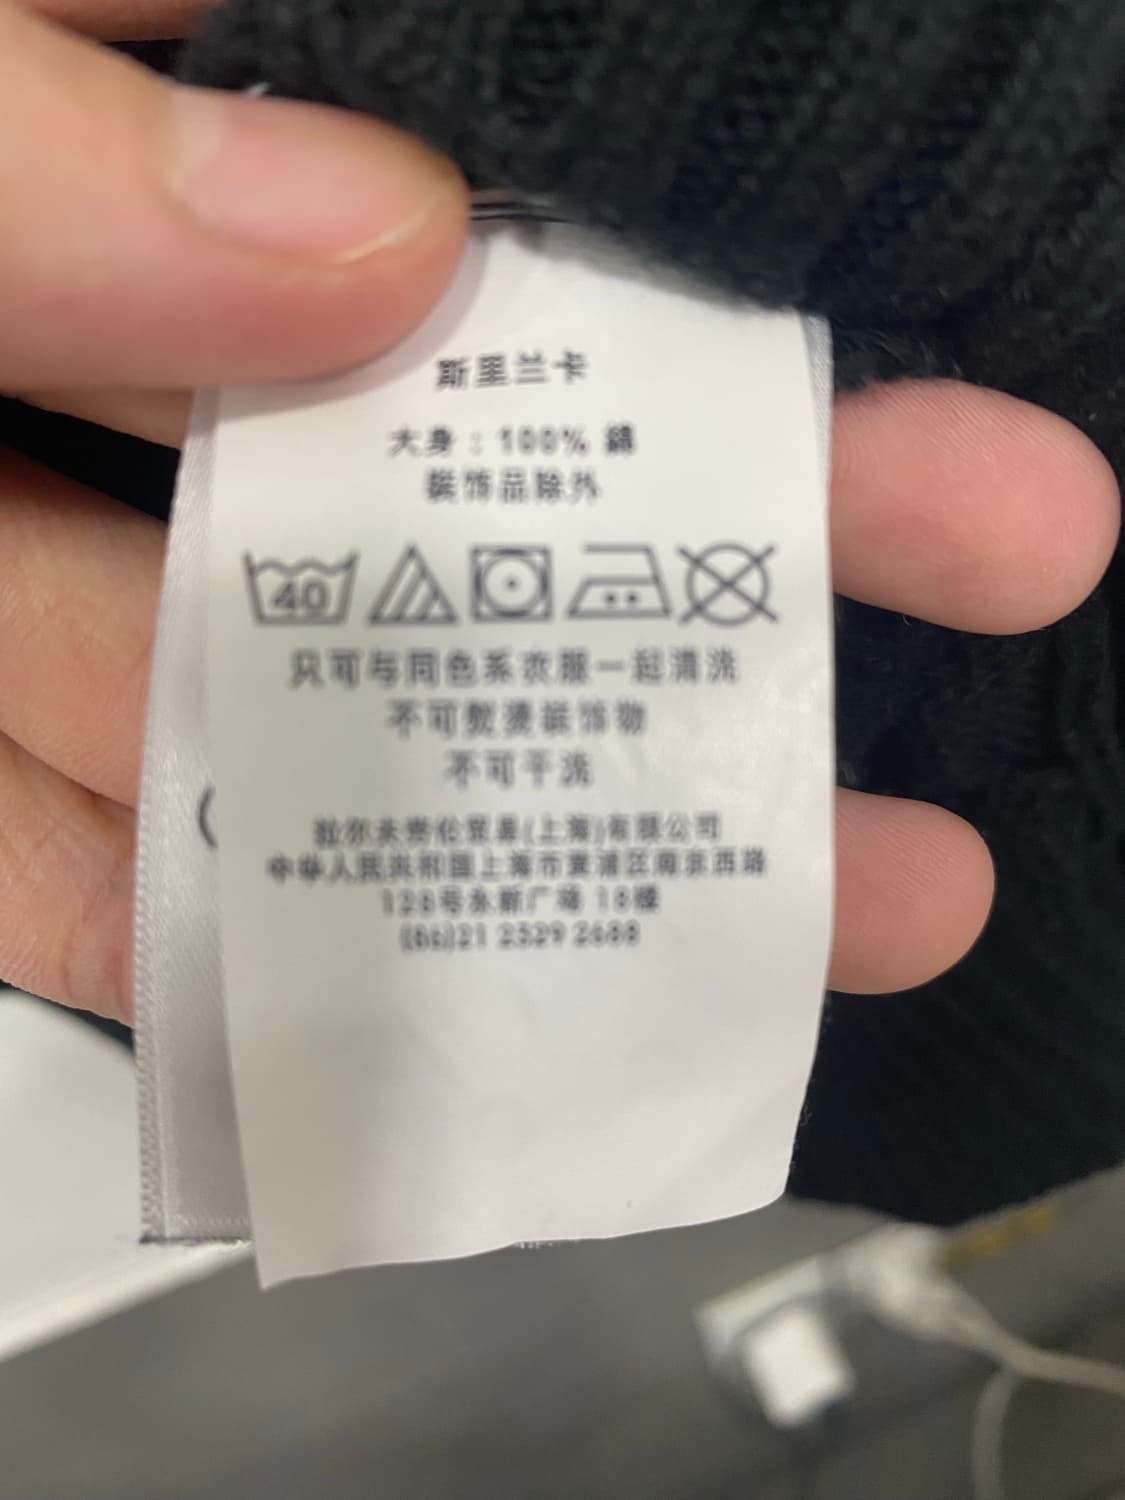 斯里兰卡
大身：100% 錦
装饰品除外
40
只可与同色系衣服一起清洗
不可熨烫装饰物
不可干洗
拉尔夫劳伦贸易(上海)有限公司
中华人民共和国上海市黄浦区南京西路
128号永新广场 18楼
(86)21 2329 2688